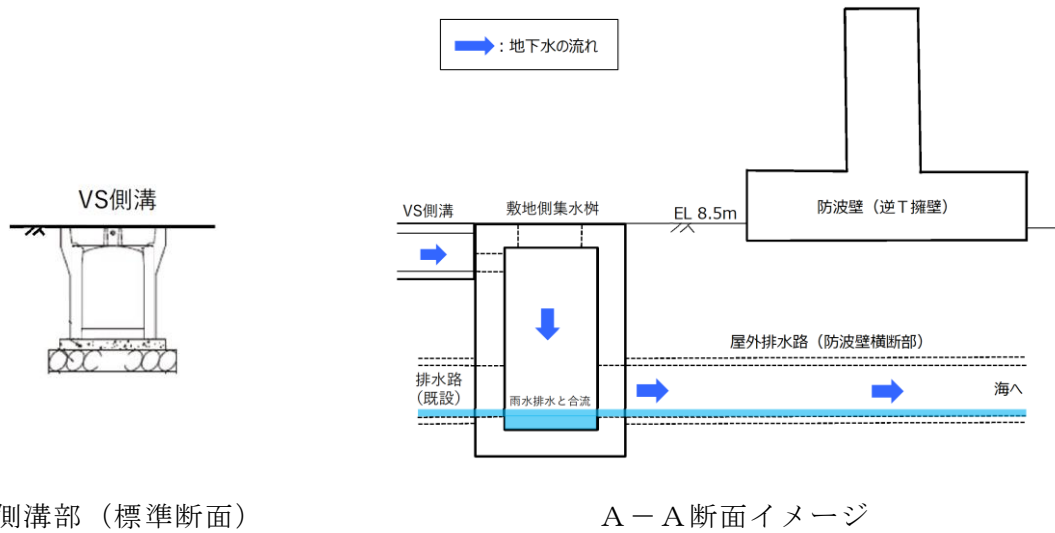 ：地下水の流れ
VS側溝
VS側溝
敷地側集水桝
EL 8.5m
防波壁（逆Ｔ擁壁）
屋外排水路（防波壁横断部）
排水路
（既設）
雨水排水と合流
海へ
側溝部（標準断面）
Ａ－Ａ断面イメージ